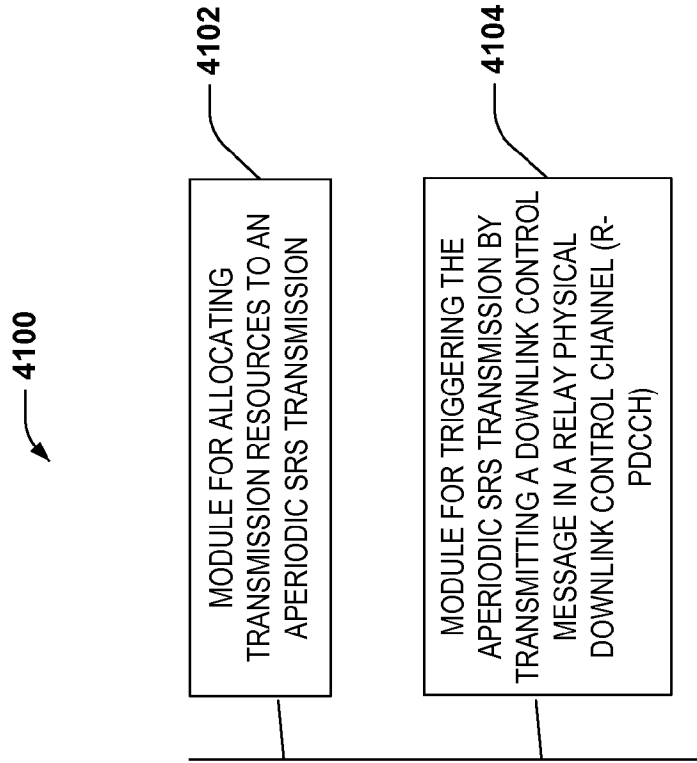 4100
MODULE FOR ALLOCATING
TRANSMISSION RESOURCES TO AN
APERIODIC SRS TRANSMISSION
4102
MODULE FOR TRIGGERING THE
APERIODIC SRS TRANSMISSION BY
TRANSMITTING A DOWNLINK CONTROL
MESSAGE IN A RELAY PHYSICAL
DOWNLINK CONTROL CHANNEL (R-
PDCCH)
4104